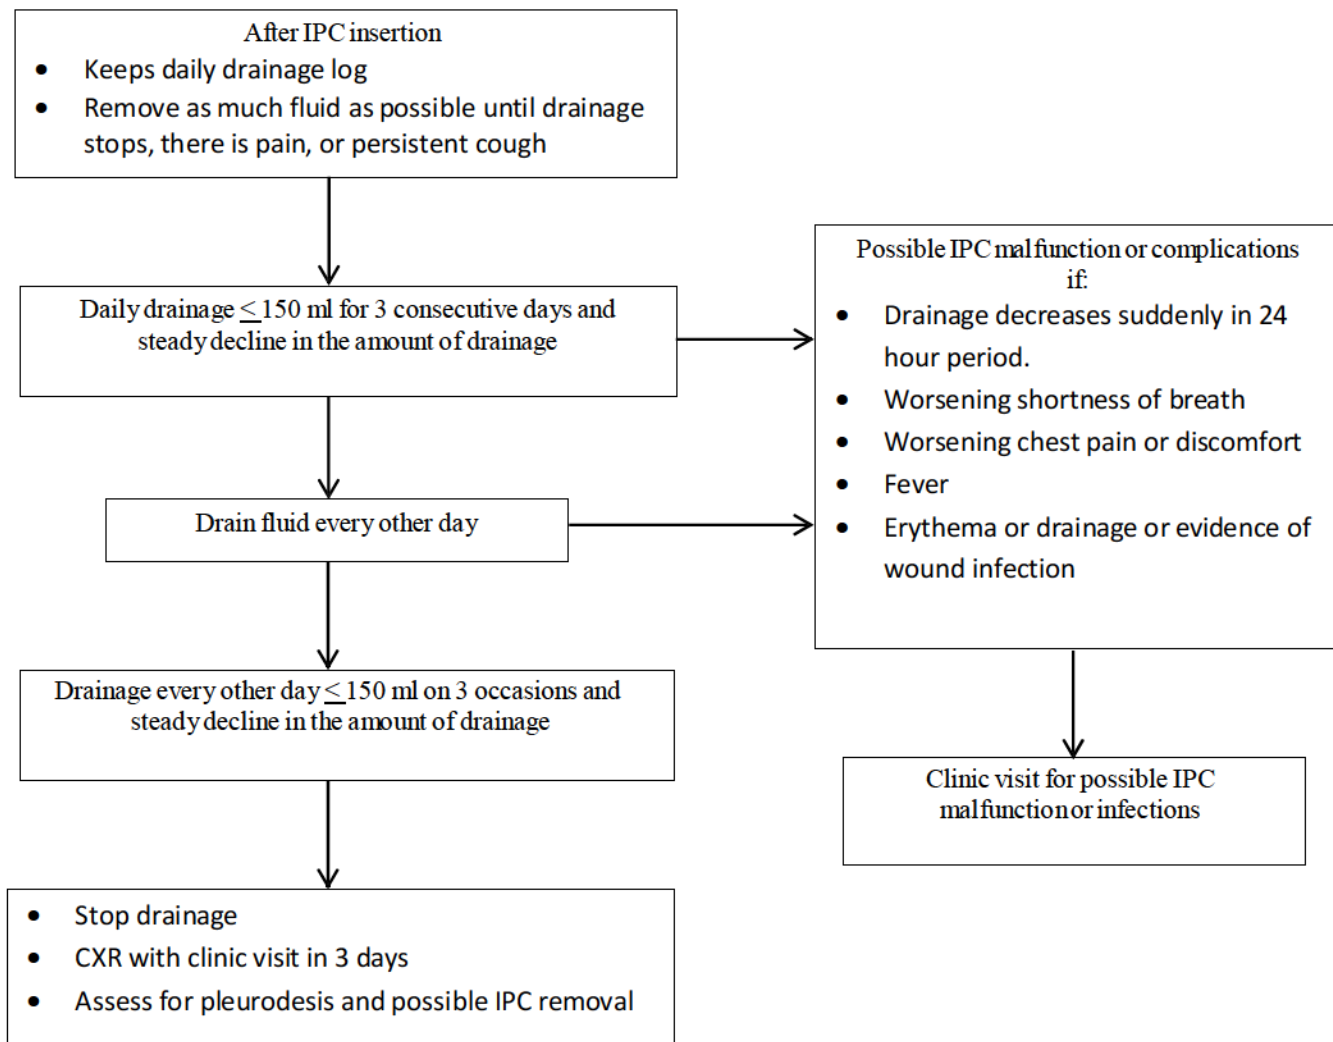 After IPC insertion
• Keeps daily drainage log
• Remove as much fluid as possible until drainage
stops, there is pain, or persistent cough
Daily drainage ≤ 150 ml for 3 consecutive days and
steady decline in the amount of drainage
Drain fluid every other day
Drainage every other day ≤ 150 ml on 3 occasions and
steady decline in the amount of drainage
• Stop drainage
• CXR with clinic visit in 3 days
• Assess for pleurodesis and possible IPC removal
Possible IPC malfunction or complications
if:
• Drainage decreases suddenly in 24
hour period.
• Worsening shortness of breath
• Worsening chest pain or discomfort
• Fever
• Erythema or drainage or evidence of
wound infection
Clinic visit for possible IPC
malfunction or infections